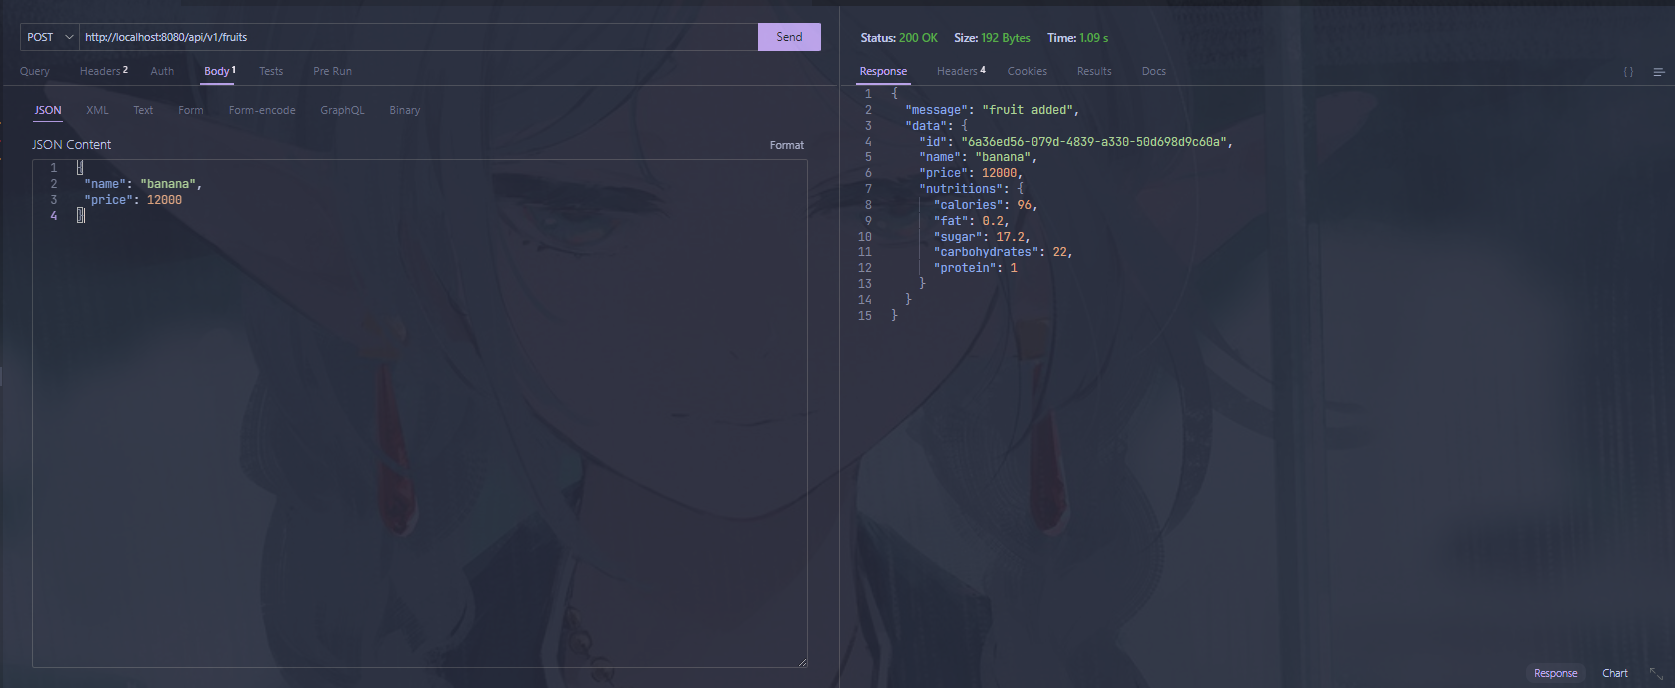 POST http://localhost:8080/api/v1/fruits Send
Query Headers 2 Auth Body 1 Tests Pre Run
JSON XML Text Form Form-encode GraphQL Binary
JSON Content Format
1 {
2 "name": "banana",
3 "price": 12000
4 }
Status: 200 OK Size: 192 Bytes Time: 1.09 s
Response Headers 4 Cookies Results Docs { }
1 {
2 "message": "fruit added",
3 "data": {
4 "id": "6a36ed56-079d-4839-a330-50d698d9c60a",
5 "name": "banana",
6 "price": 12000,
7 "nutritions": {
8 "calories": 96,
9 "fat": 0.2,
10 "sugar": 17.2,
11 "carbohydrates": 22,
12 "protein": 1
13 }
14 }
15 }
Response Chart